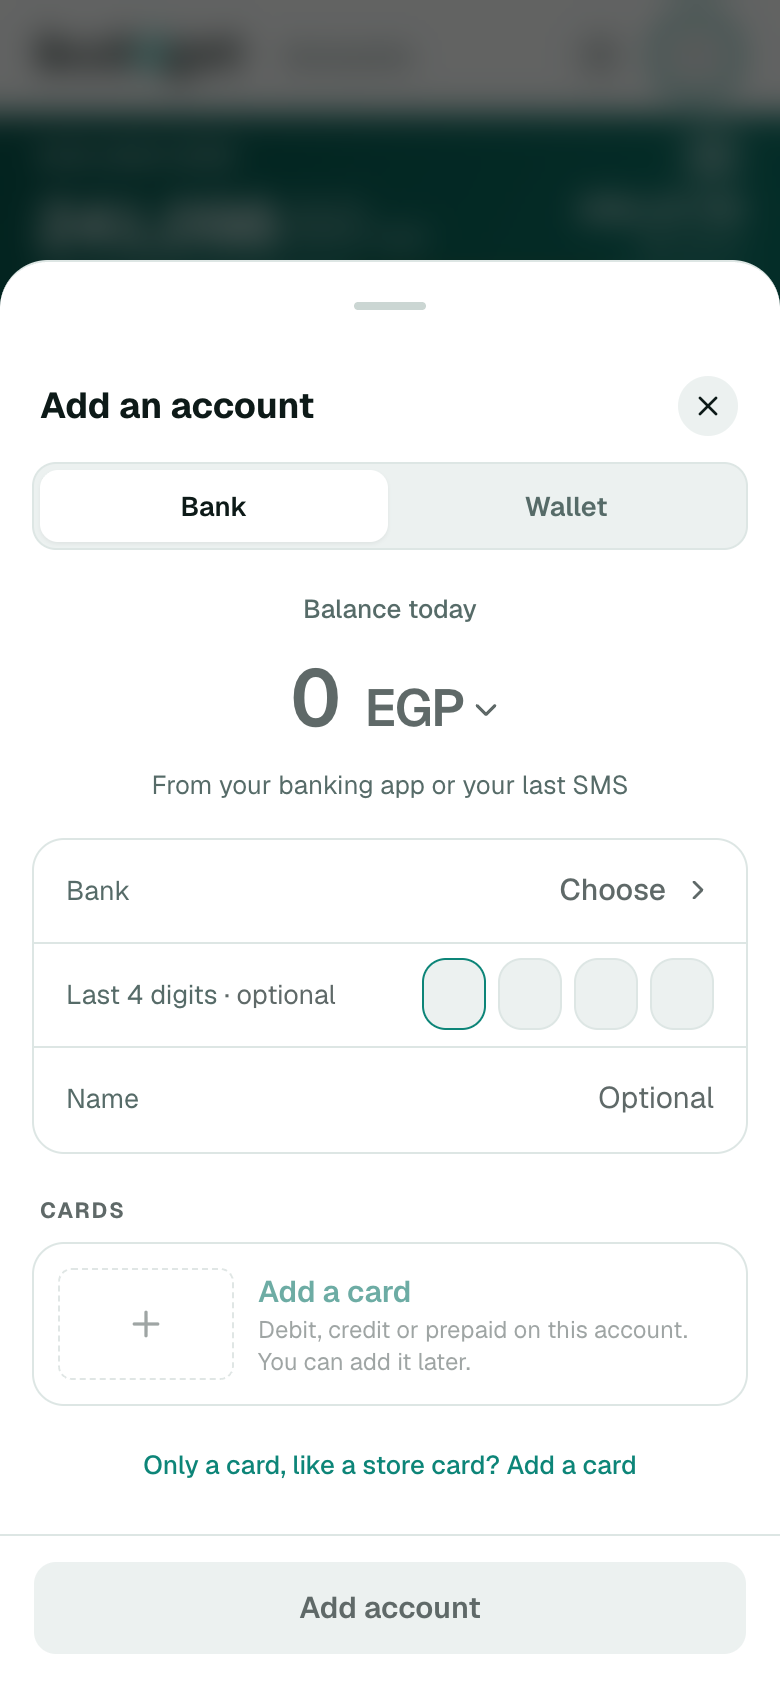 Add an account
Bank
Wallet
Balance today
0 EGP
From your banking app or your last SMS
Bank
Choose
Last 4 digits · optional
Name
Optional
CARDS
Add a card
Debit, credit or prepaid on this account.
You can add it later.
Only a card, like a store card? Add a card
Add account